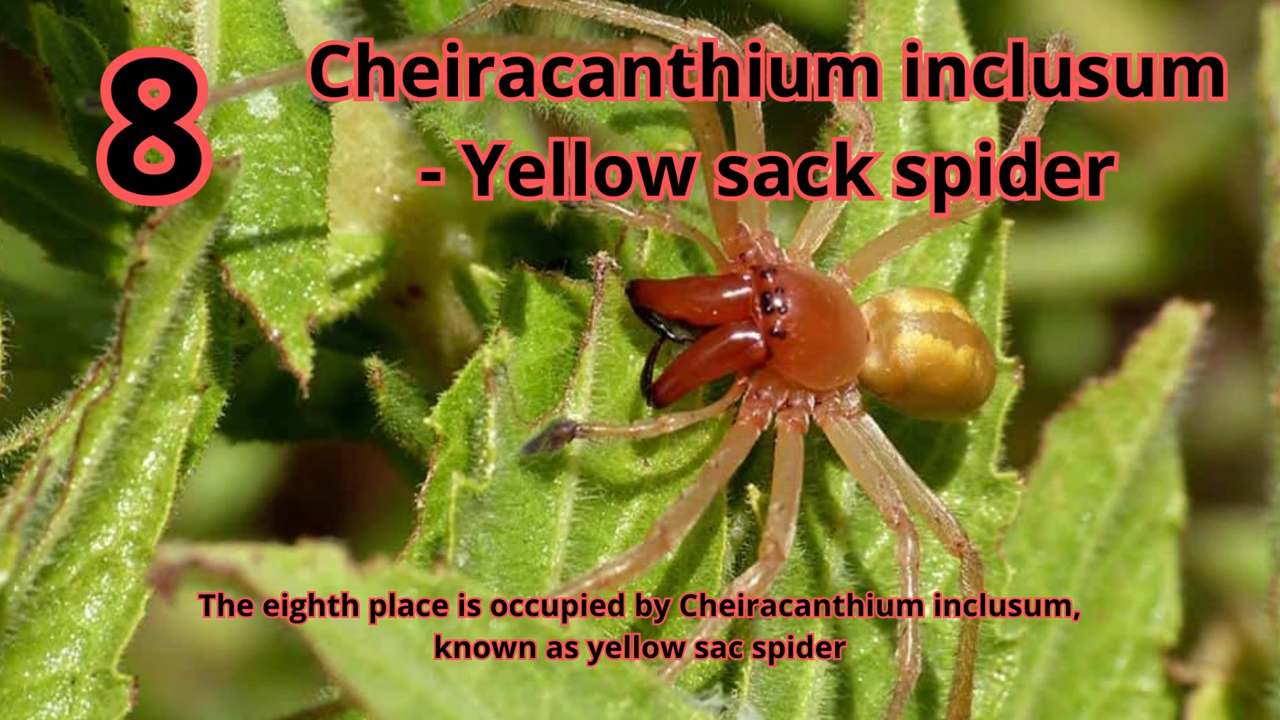 8
Cheiracanthium inclusum
- Yellow sack spider
The eighth place is occupied by Cheiracanthium inclusum,
known as yellow sac spider